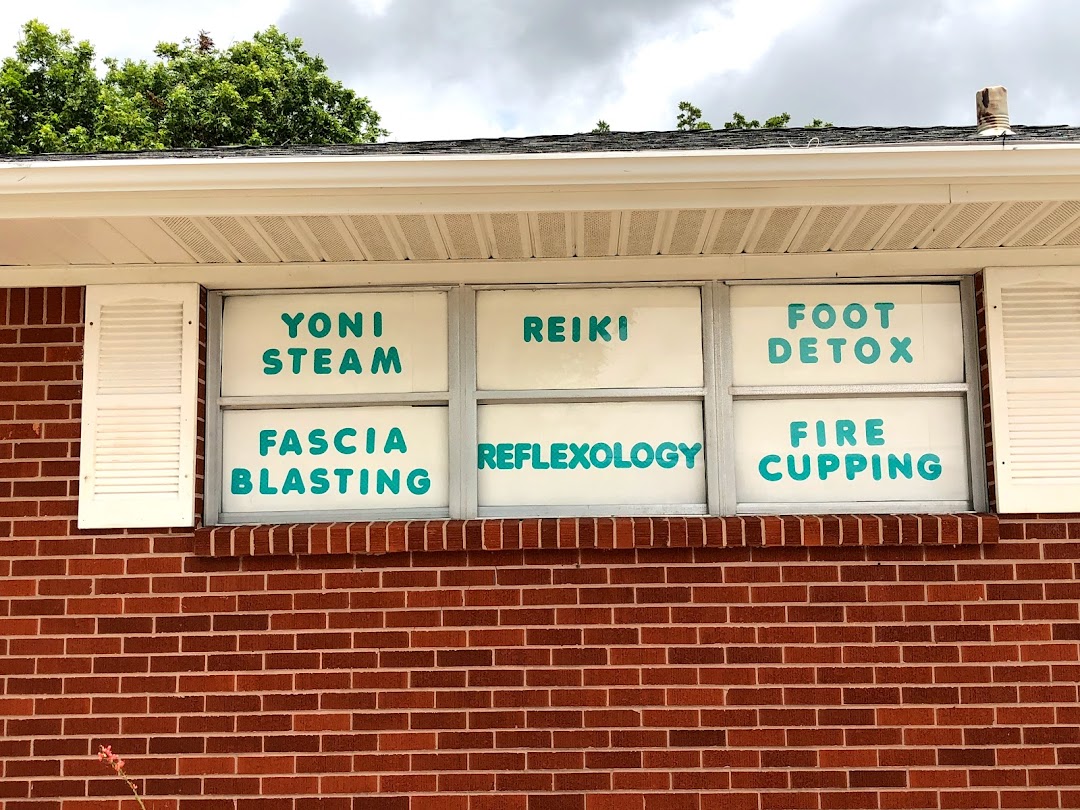 YONI
STEAM
REIKI
FOOT
DETOX
FASCIA
BLASTING
REFLEXOLOGY
FIRE
CUPPING